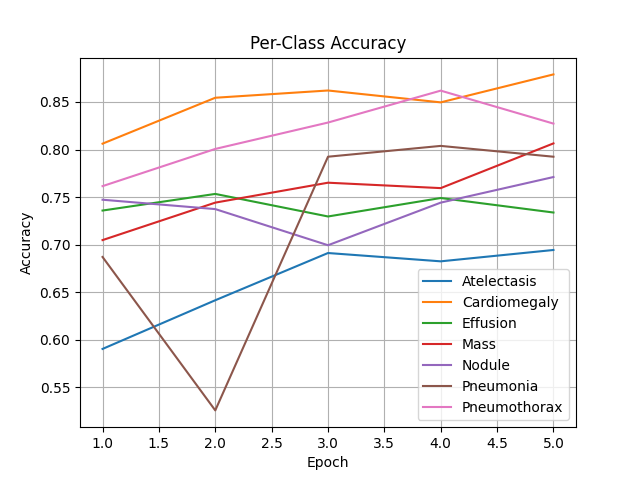 Per-Class Accuracy
Accuracy
0.85
0.80
0.75
0.70
0.65
0.60
0.55
Atelectasis
Cardiomegaly
Effusion
Mass
Nodule
Pneumonia
Pneumothorax
1.0 1.5 2.0 2.5 3.0 3.5 4.0 4.5 5.0
Epoch